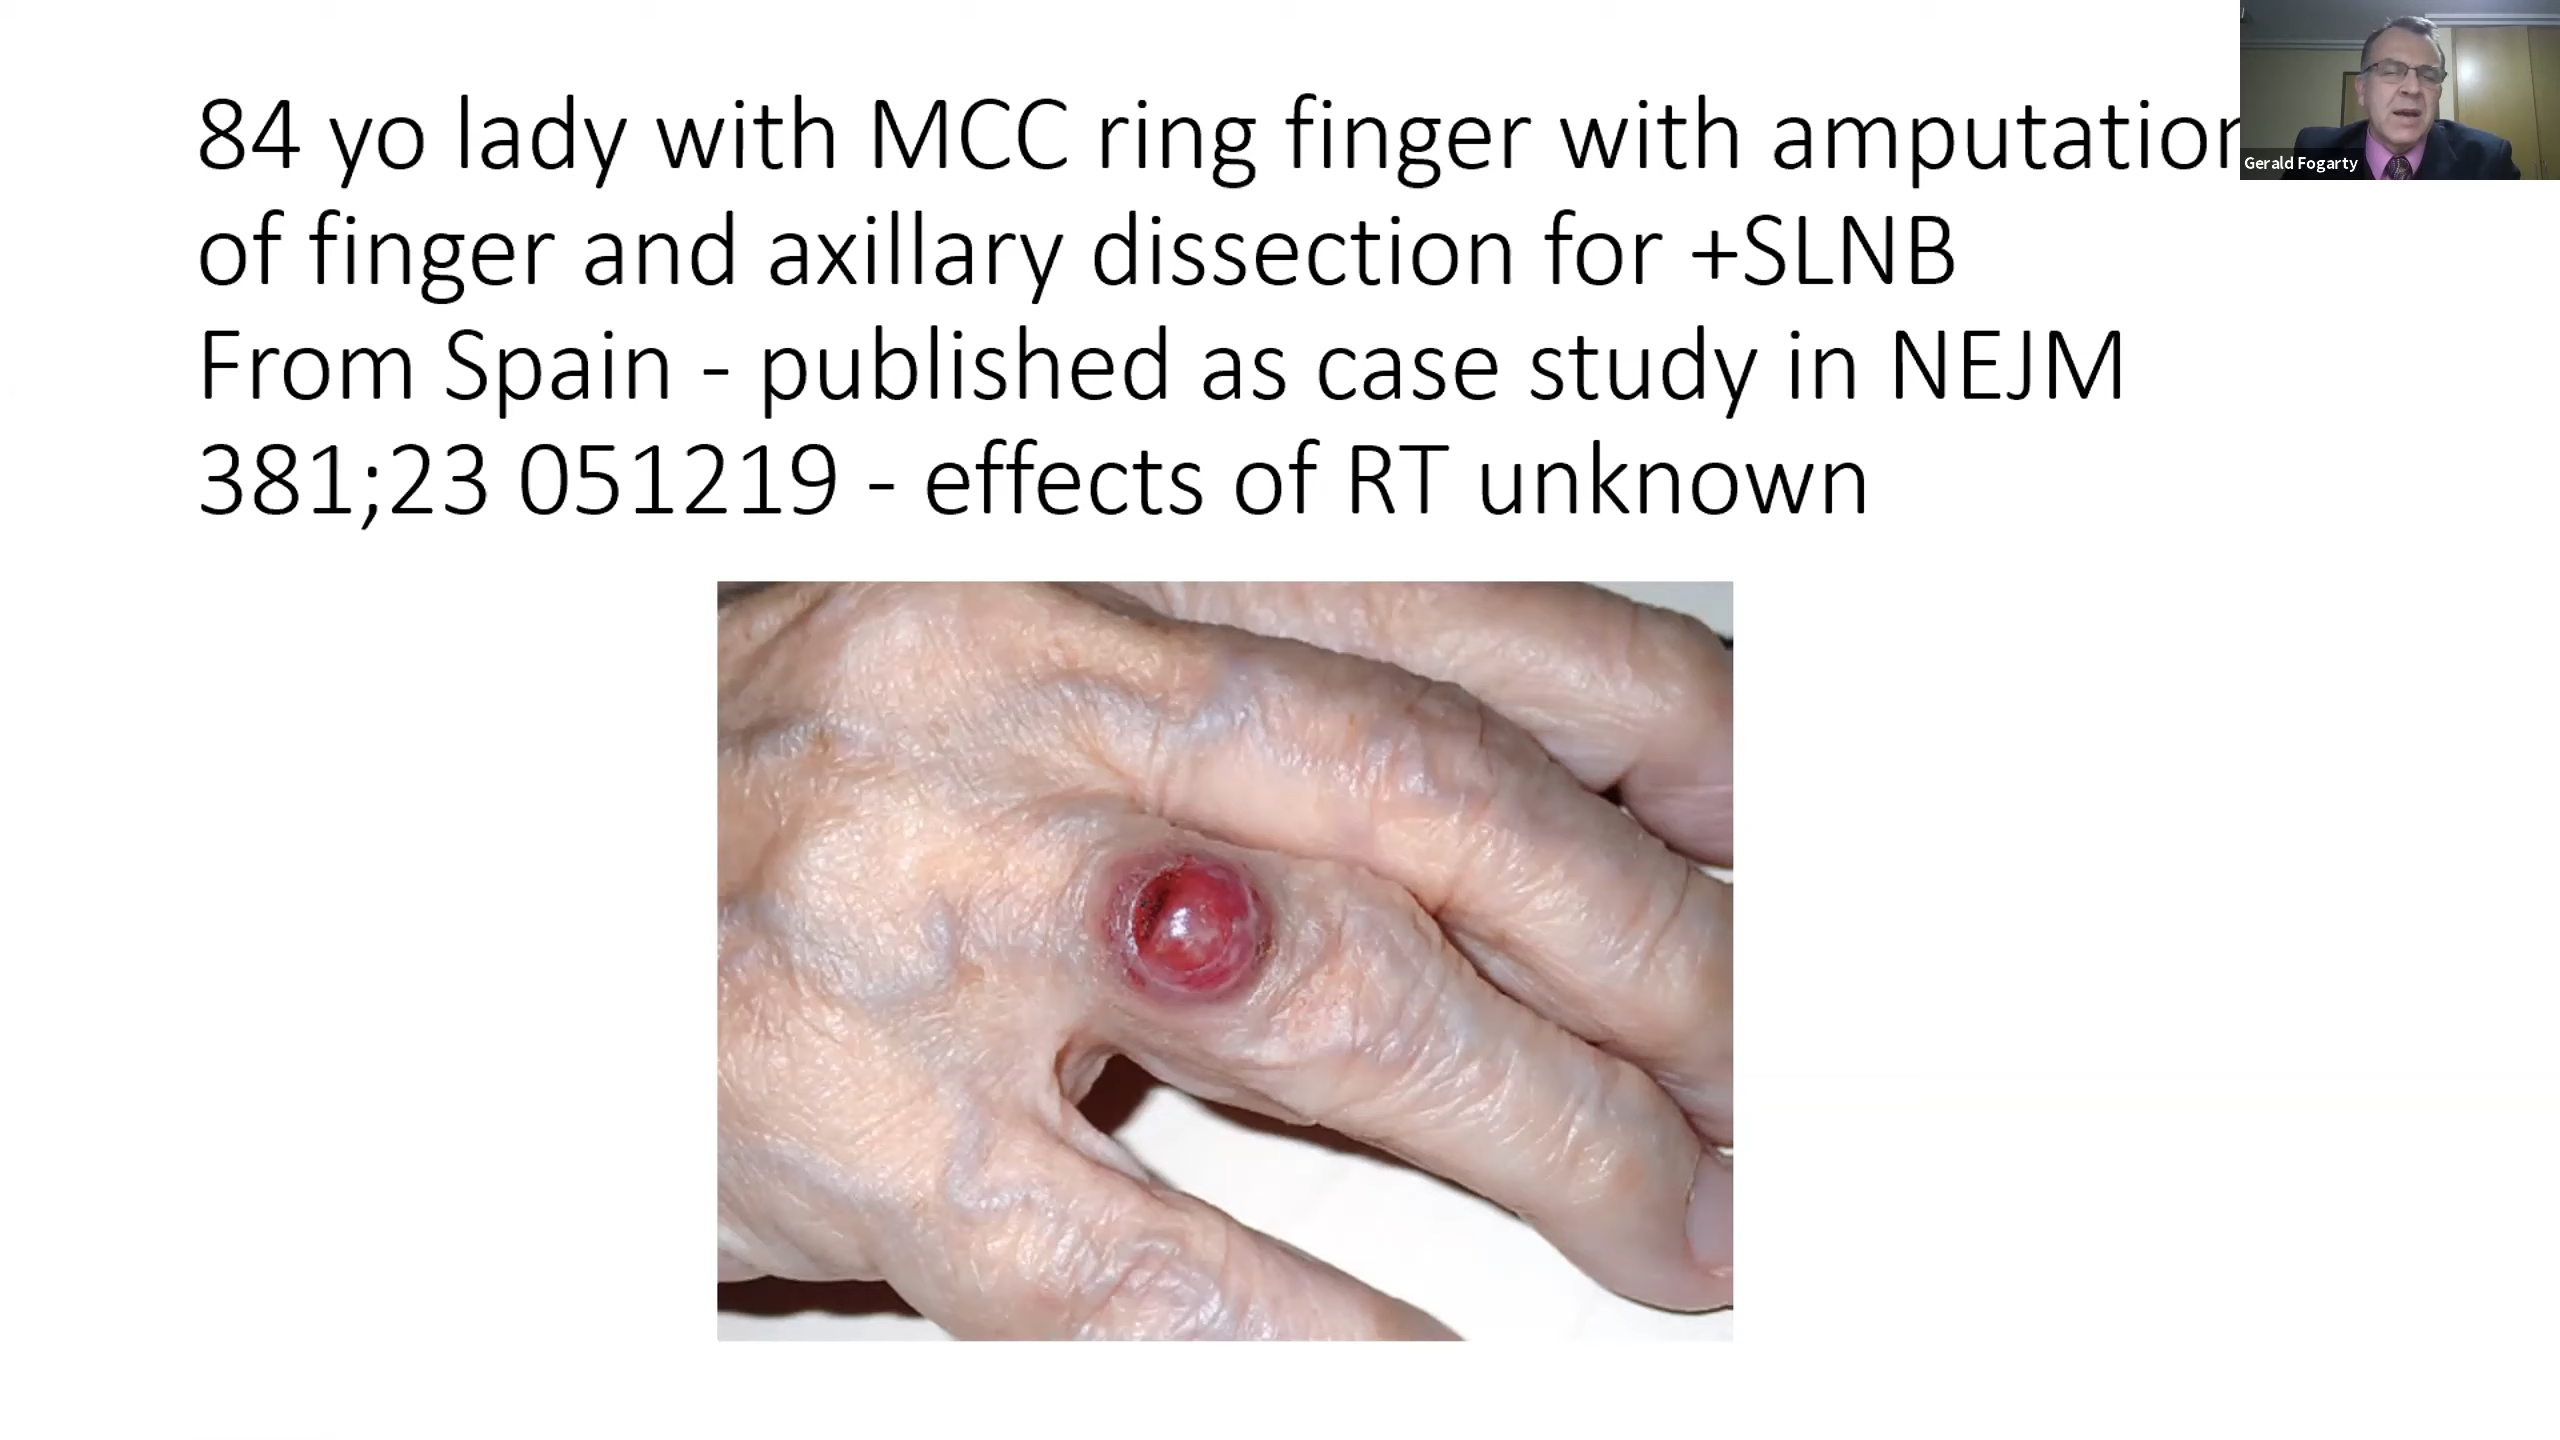 84 yo lady with MCC ring finger with amputation
of finger and axillary dissection for +SLNB
From Spain - published as case study in NEJM
381;23 051219 - effects of RT unknown
Gerald Fogarty